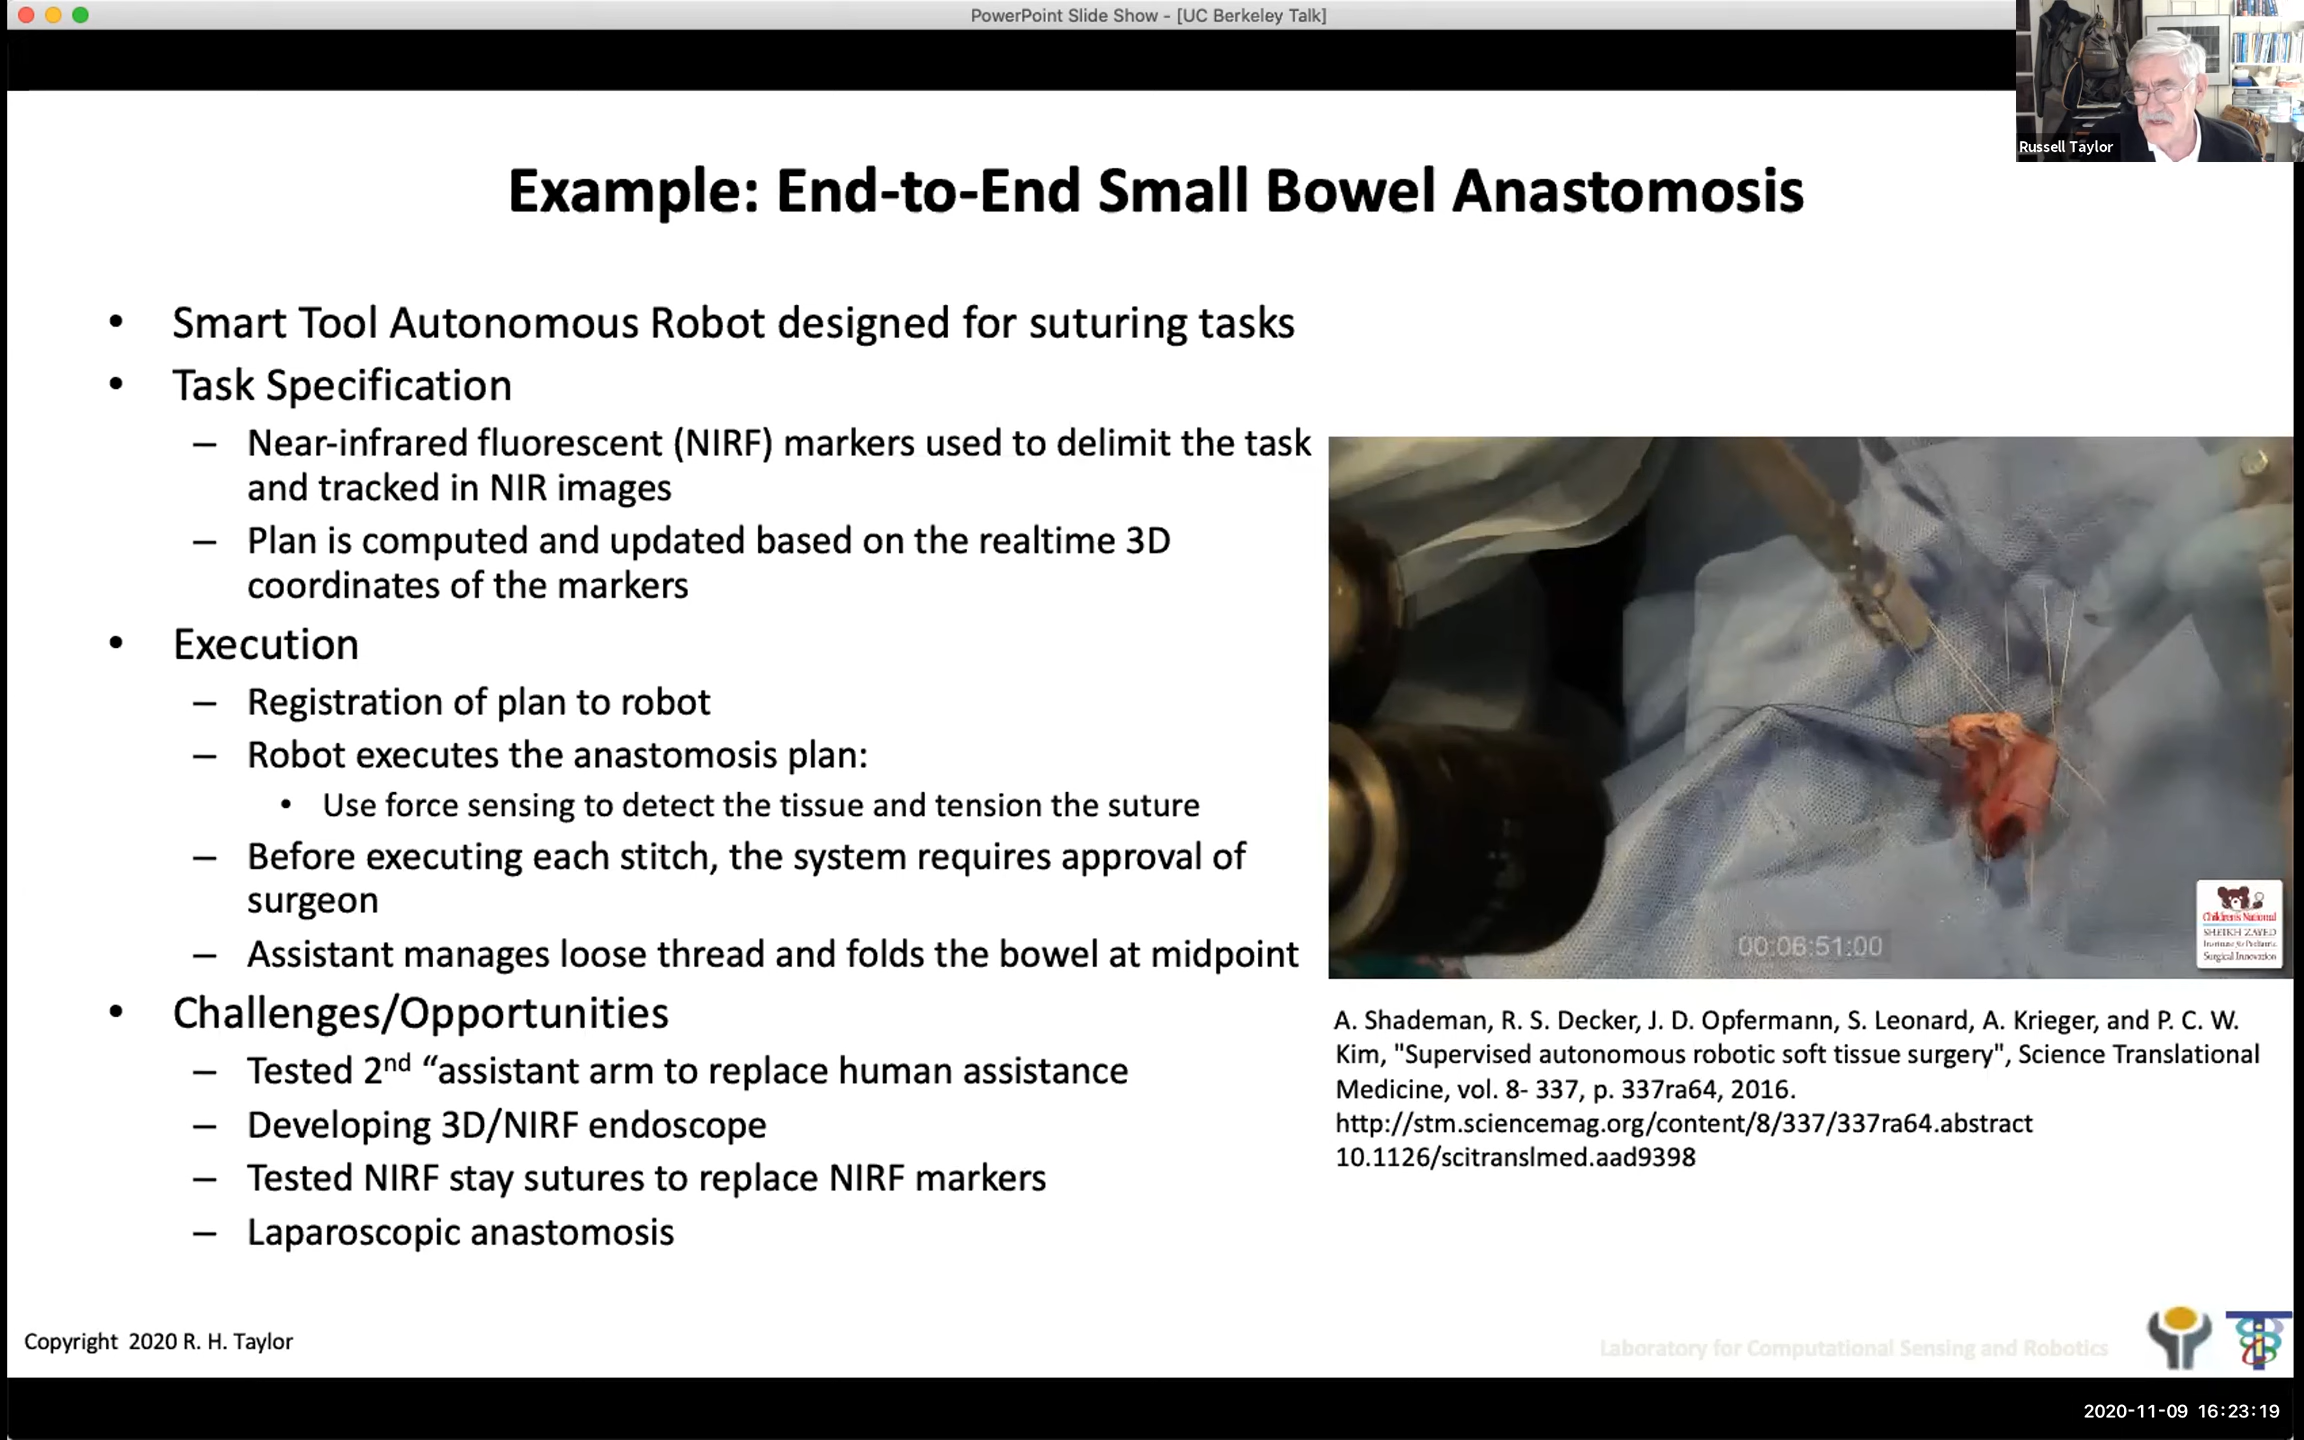 PowerPoint Slide Show - [UC Berkeley Talk]
Russell Taylor
Example: End-to-End Small Bowel Anastomosis
• Smart Tool Autonomous Robot designed for suturing tasks
• Task Specification
– Near-infrared fluorescent (NIRF) markers used to delimit the task
and tracked in NIR images
– Plan is computed and updated based on the realtime 3D
coordinates of the markers
• Execution
– Registration of plan to robot
– Robot executes the anastomosis plan:
• Use force sensing to detect the tissue and tension the suture
– Before executing each stitch, the system requires approval of
surgeon
– Assistant manages loose thread and folds the bowel at midpoint
• Challenges/Opportunities
– Tested 2nd “assistant arm to replace human assistance
– Developing 3D/NIRF endoscope
– Tested NIRF stay sutures to replace NIRF markers
– Laparoscopic anastomosis
00:06:51:00
Children's National
SHEIKH ZAYED
Institute for Pediatric
Surgical Innovation
A. Shademan, R. S. Decker, J. D. Opfermann, S. Leonard, A. Krieger, and P. C. W.
Kim, "Supervised autonomous robotic soft tissue surgery", Science Translational
Medicine, vol. 8- 337, p. 337ra64, 2016.
http://stm.sciencemag.org/content/8/337/337ra64.abstract
10.1126/scitranslmed.aad9398
Copyright 2020 R. H. Taylor
Laboratory for Computational Sensing and Robotics
2020-11-09 16:23:19